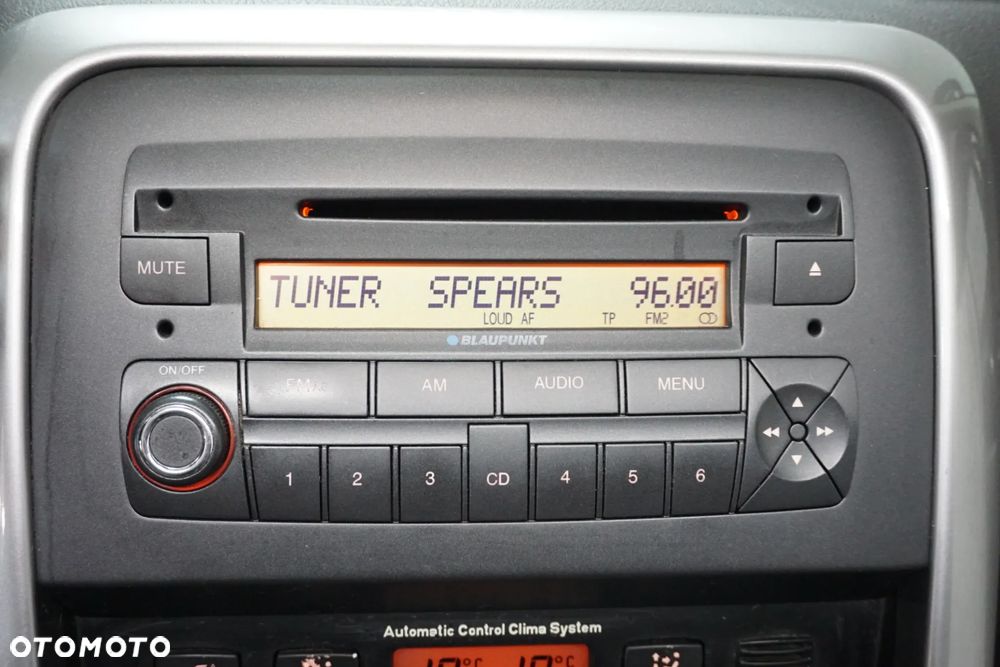 MUTE
TUNER SPEARS 96.00
LOUD AF TP FM2
BLAUPUNKT
ON/OFF
FM AM AUDIO MENU
1 2 3 CD 4 5 6
Automatic Control Clima System
OTOMOTO